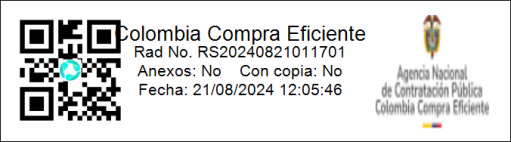 Colombia Compra Eficiente
Rad No. RS20240821011701
Anexos: No Con copia: No
Fecha: 21/08/2024 12:05:46
Agencia Nacional
de Contratación Pública
Colombia Compra Eficiente